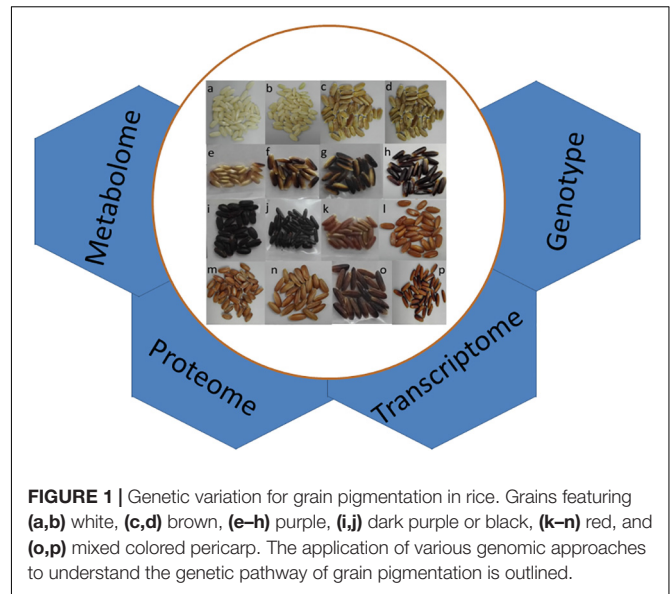 a b c d
e f g h
i j k l
m n o p
Metabolome
Proteome
Transcriptome
Genotype
FIGURE 1 | Genetic variation for grain pigmentation in rice. Grains featuring
(a,b) white, (c,d) brown, (e–h) purple, (i,j) dark purple or black, (k–n) red, and
(o,p) mixed colored pericarp. The application of various genomic approaches
to understand the genetic pathway of grain pigmentation is outlined.